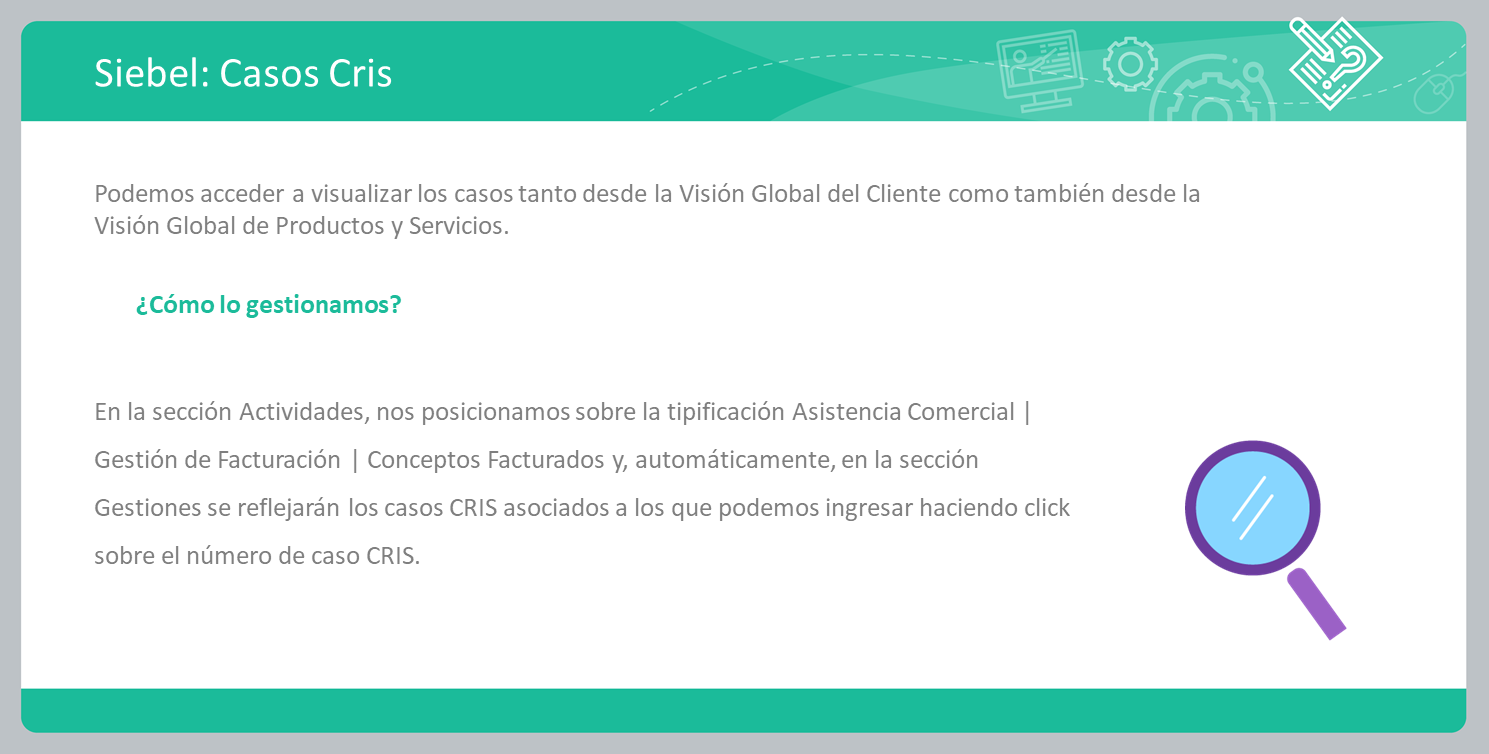 Siebel: Casos Cris
Podemos acceder a visualizar los casos tanto desde la Visión Global del Cliente como también desde la
Visión Global de Productos y Servicios.
¿Cómo lo gestionamos?
En la sección Actividades, nos posicionamos sobre la tipificación Asistencia Comercial |
Gestión de Facturación | Conceptos Facturados y, automáticamente, en la sección
Gestiones se reflejarán los casos CRIS asociados a los que podemos ingresar haciendo click
sobre el número de caso CRIS.